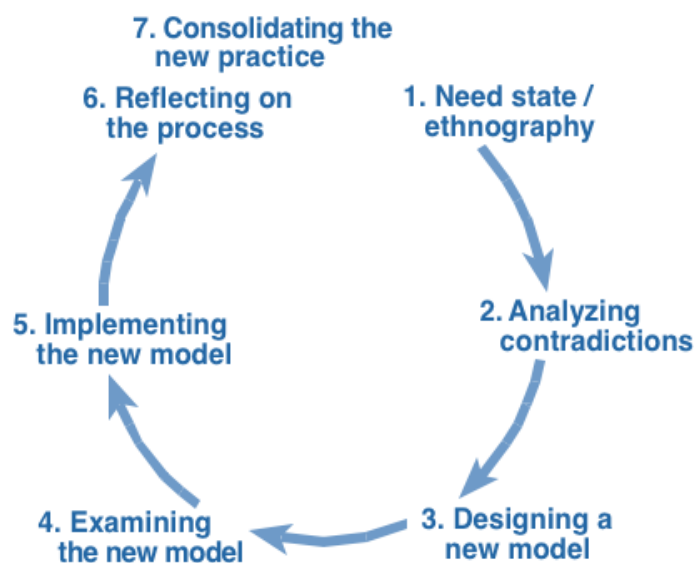 7. Consolidating the
new practice
6. Reflecting on
the process
1. Need state /
ethnography
2. Analyzing
contradictions
5. Implementing
the new model
3. Designing a
new model
4. Examining
the new model